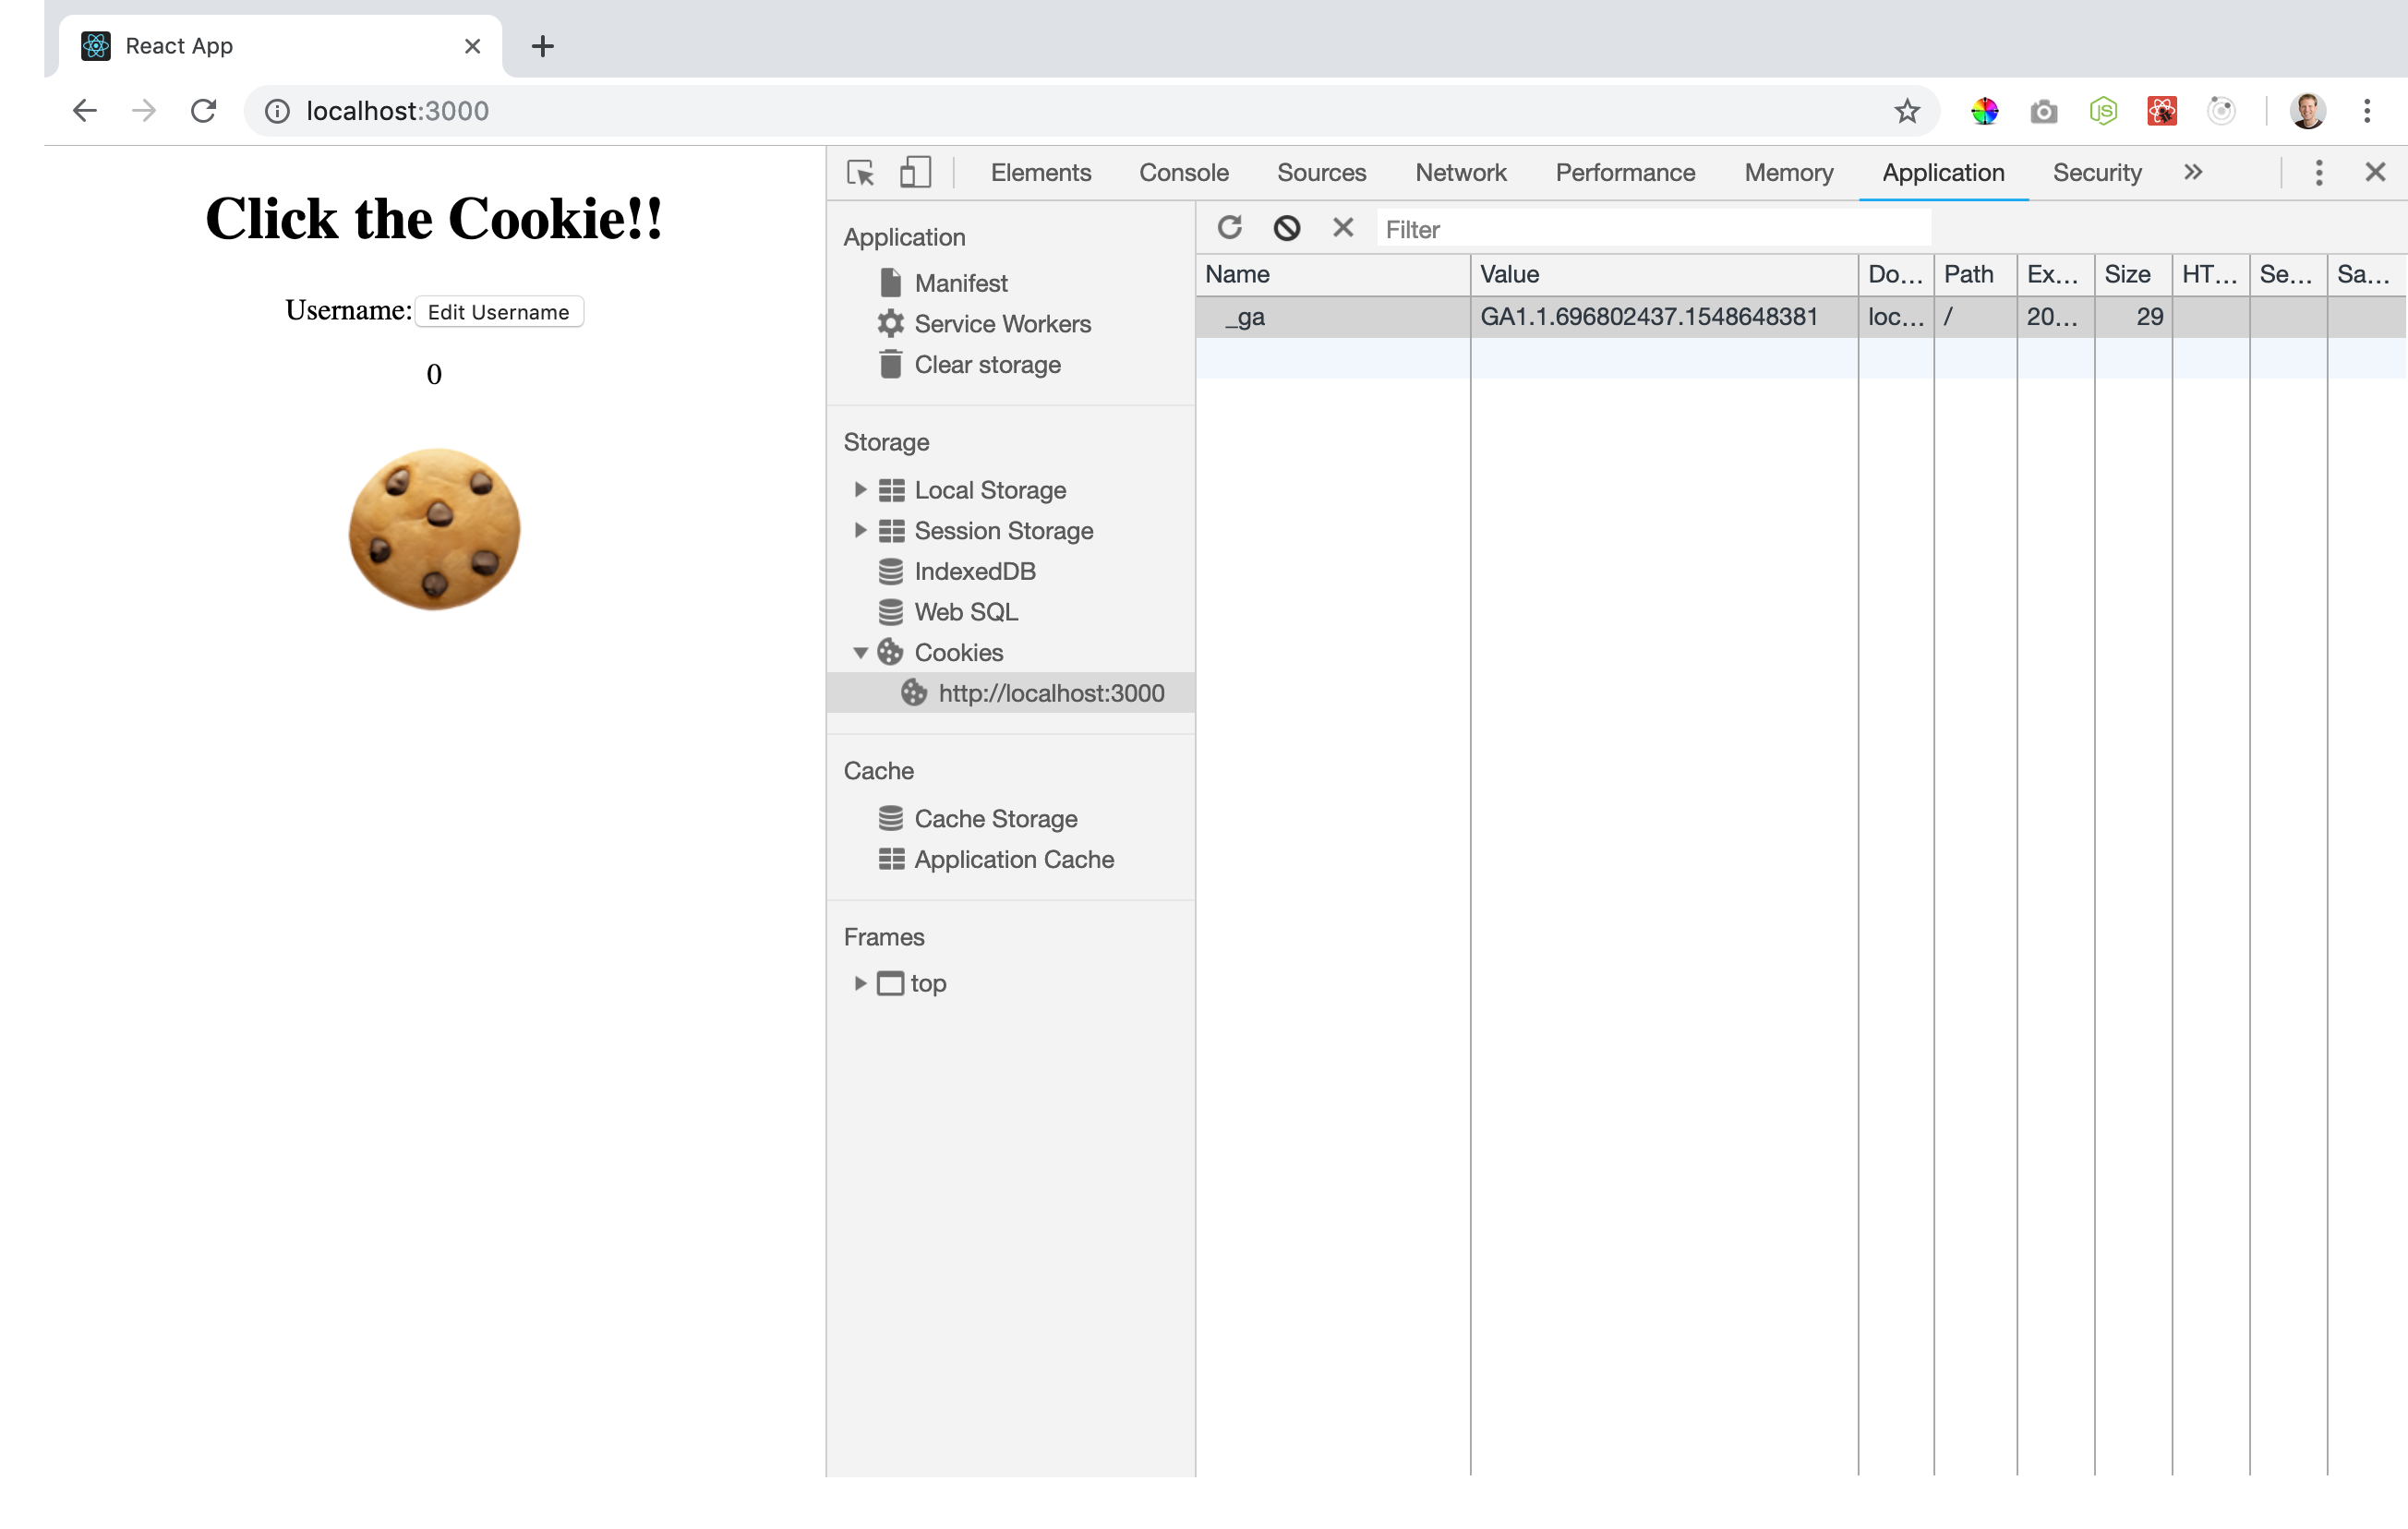 React App
localhost:3000
Click the Cookie!!
Username: Edit Username
0
Elements Console Sources Network Performance Memory Application Security
Application
Manifest
Service Workers
Clear storage
Storage
Local Storage
Session Storage
IndexedDB
Web SQL
Cookies
http://localhost:3000
Cache
Cache Storage
Application Cache
Frames
top
Filter
Name Value Do... Path Ex... Size HT... Se... Sa...
_ga GA1.1.696802437.1548648381 loc... / 20... 29